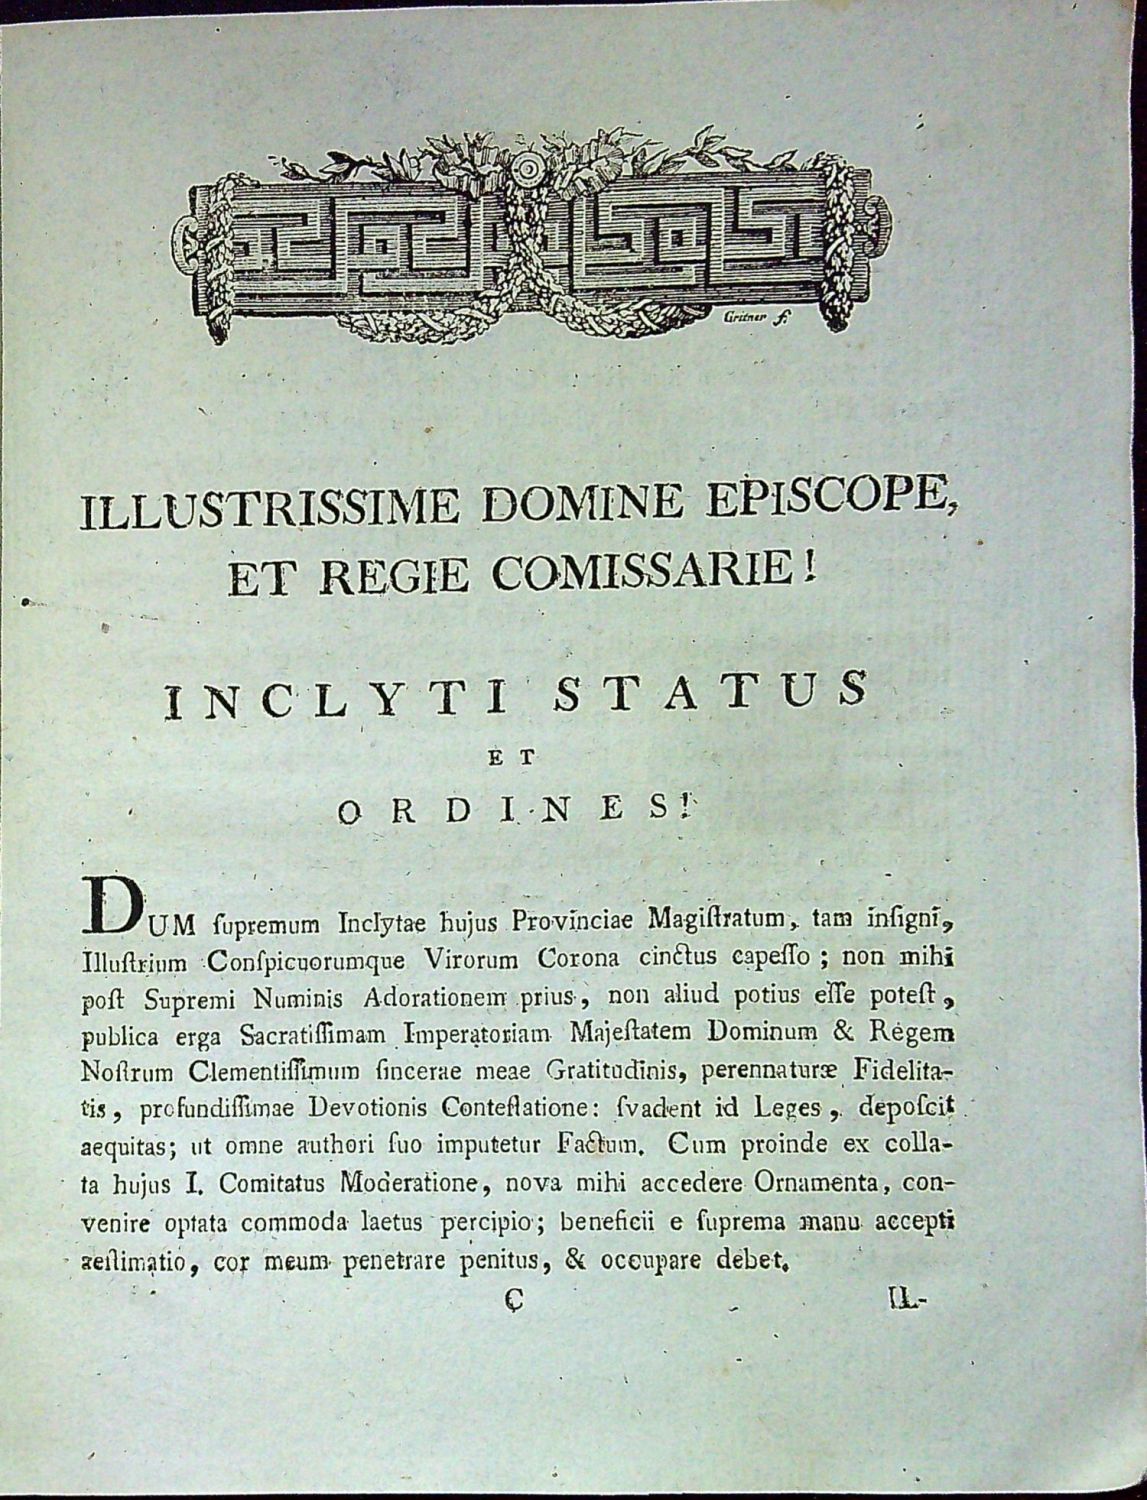 Gritner f.
ILLUSTRISSIME DOMINE EPISCOPE,
ET REGIE COMISSARIE!
INCLYTI STATUS
ET
ORDINES!
DUM ſupremum Inclytae hujus Provinciae Magiſtratum, tam inſigni,
Illuſtrium Conſpicuorumque Virorum Corona cinctus capeſſo; non mihi
poſt Supremi Numinis Adorationem prius, non aliud potius eſſe poteſt,
publica erga Sacratiſſimam Imperatoriam Majeſtatem Dominum & Regem
Noſtrum Clementiſſimum ſincerae meae Gratitudinis, perennaturæ Fidelita-
tis, profundiſſimae Devotionis Conteſtatione: ſvadent id Leges, depoſcit
aequitas; ut omne authori ſuo imputetur Factum. Cum proinde ex colla-
ta hujus I. Comitatus Moderatione, nova mihi accedere Ornamenta, con-
venire optata commoda laetus percipio; beneficii e ſuprema manu accepti
aeſtimatio, cor meum penetrare penitus, & occupare debet.
C IL-